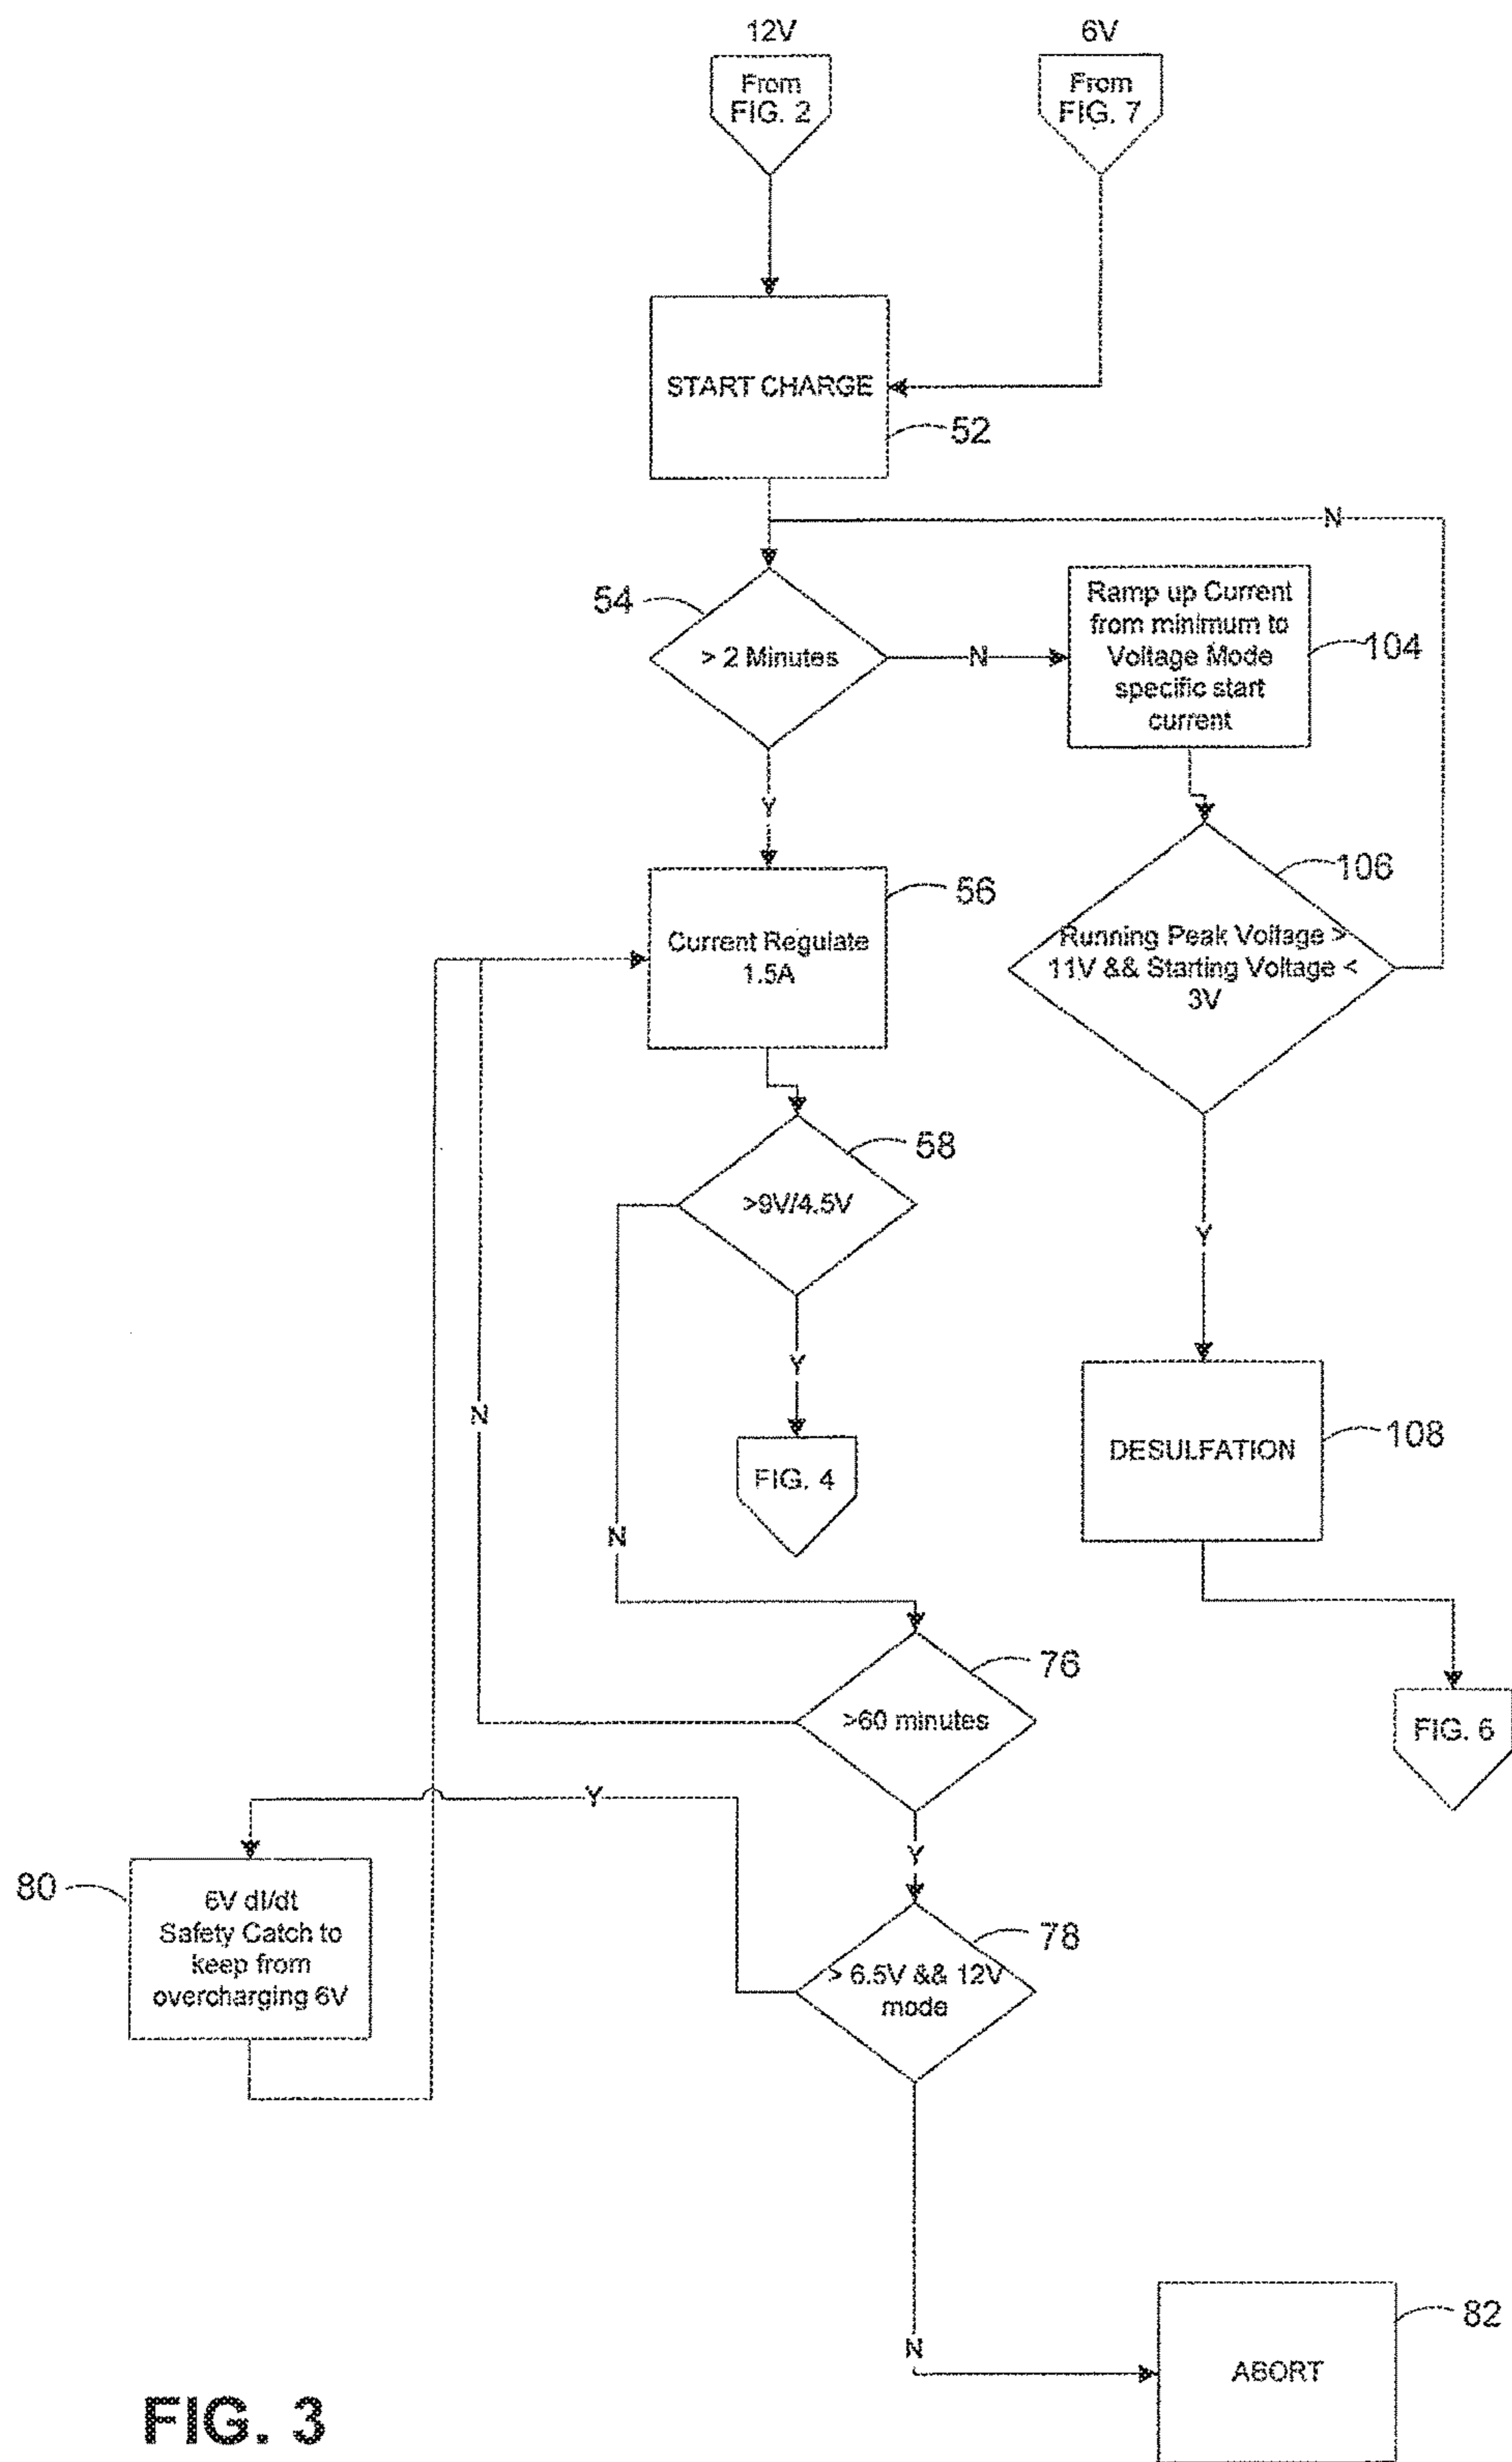 12V
6V
From
FIG. 2
From
FIG. 7
START CHARGE
52
N
54
> 2 Minutes
N
Ramp up Current
from minimum to
Voltage Mode
specific start
current
104
Y
56
Current Regulate
1.5A
106
Running Peak Voltage >
11V && Starting Voltage <
3V
58
>9V/4.5V
Y
Y
N
FIG. 4
DESULFATION
108
N
76
>60 minutes
FIG. 6
Y
Y
80
6V dI/dt
Safety Catch to
keep from
overcharging 6V
78
> 6.5V && 12V
mode
N
82
ABORT
FIG. 3